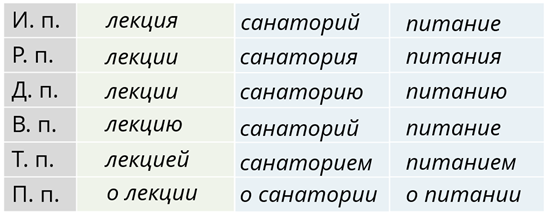 И. п. лекция санаторий питание
Р. п. лекции санатория питания
Д. п. лекции санаторию питанию
В. п. лекцию санаторий питание
Т. п. лекцией санаторием питанием
П. п. о лекции о санатории о питании